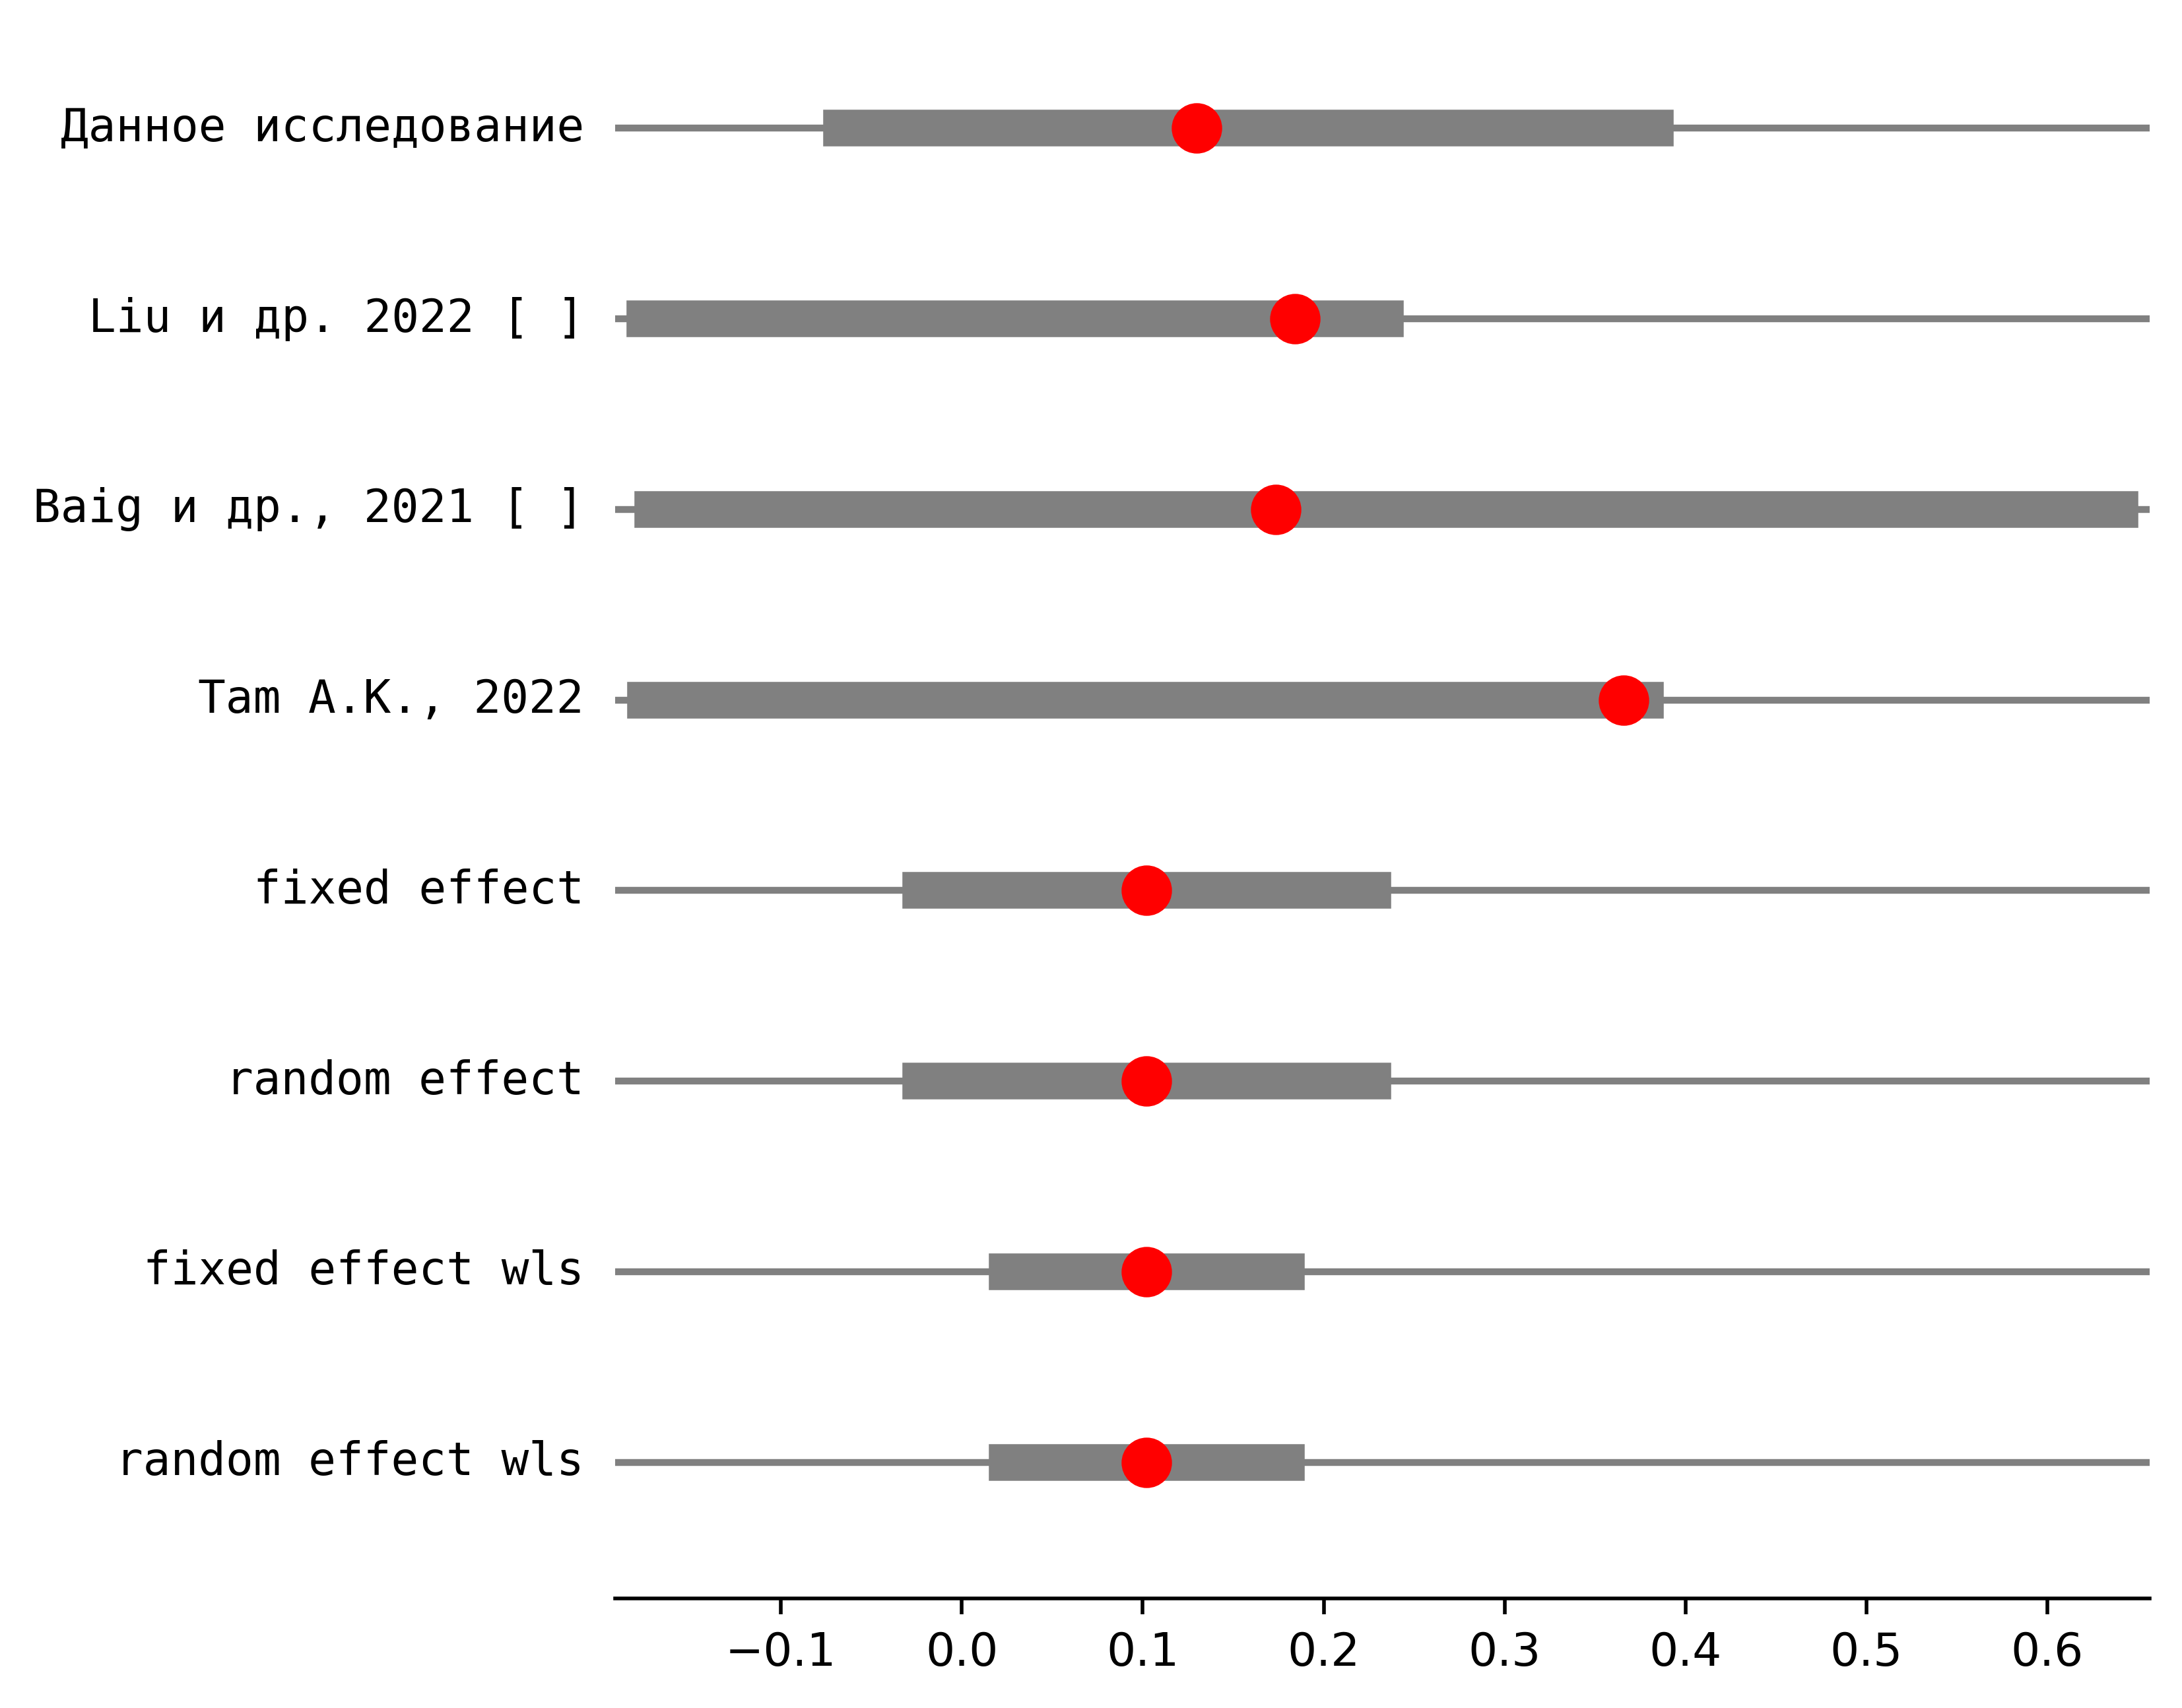 Данное исследование
Liu и др. 2022 [ ]
Baig и др., 2021 [ ]
Tam A.K., 2022
fixed effect
random effect
fixed effect wls
random effect wls
−0.1 0.0 0.1 0.2 0.3 0.4 0.5 0.6